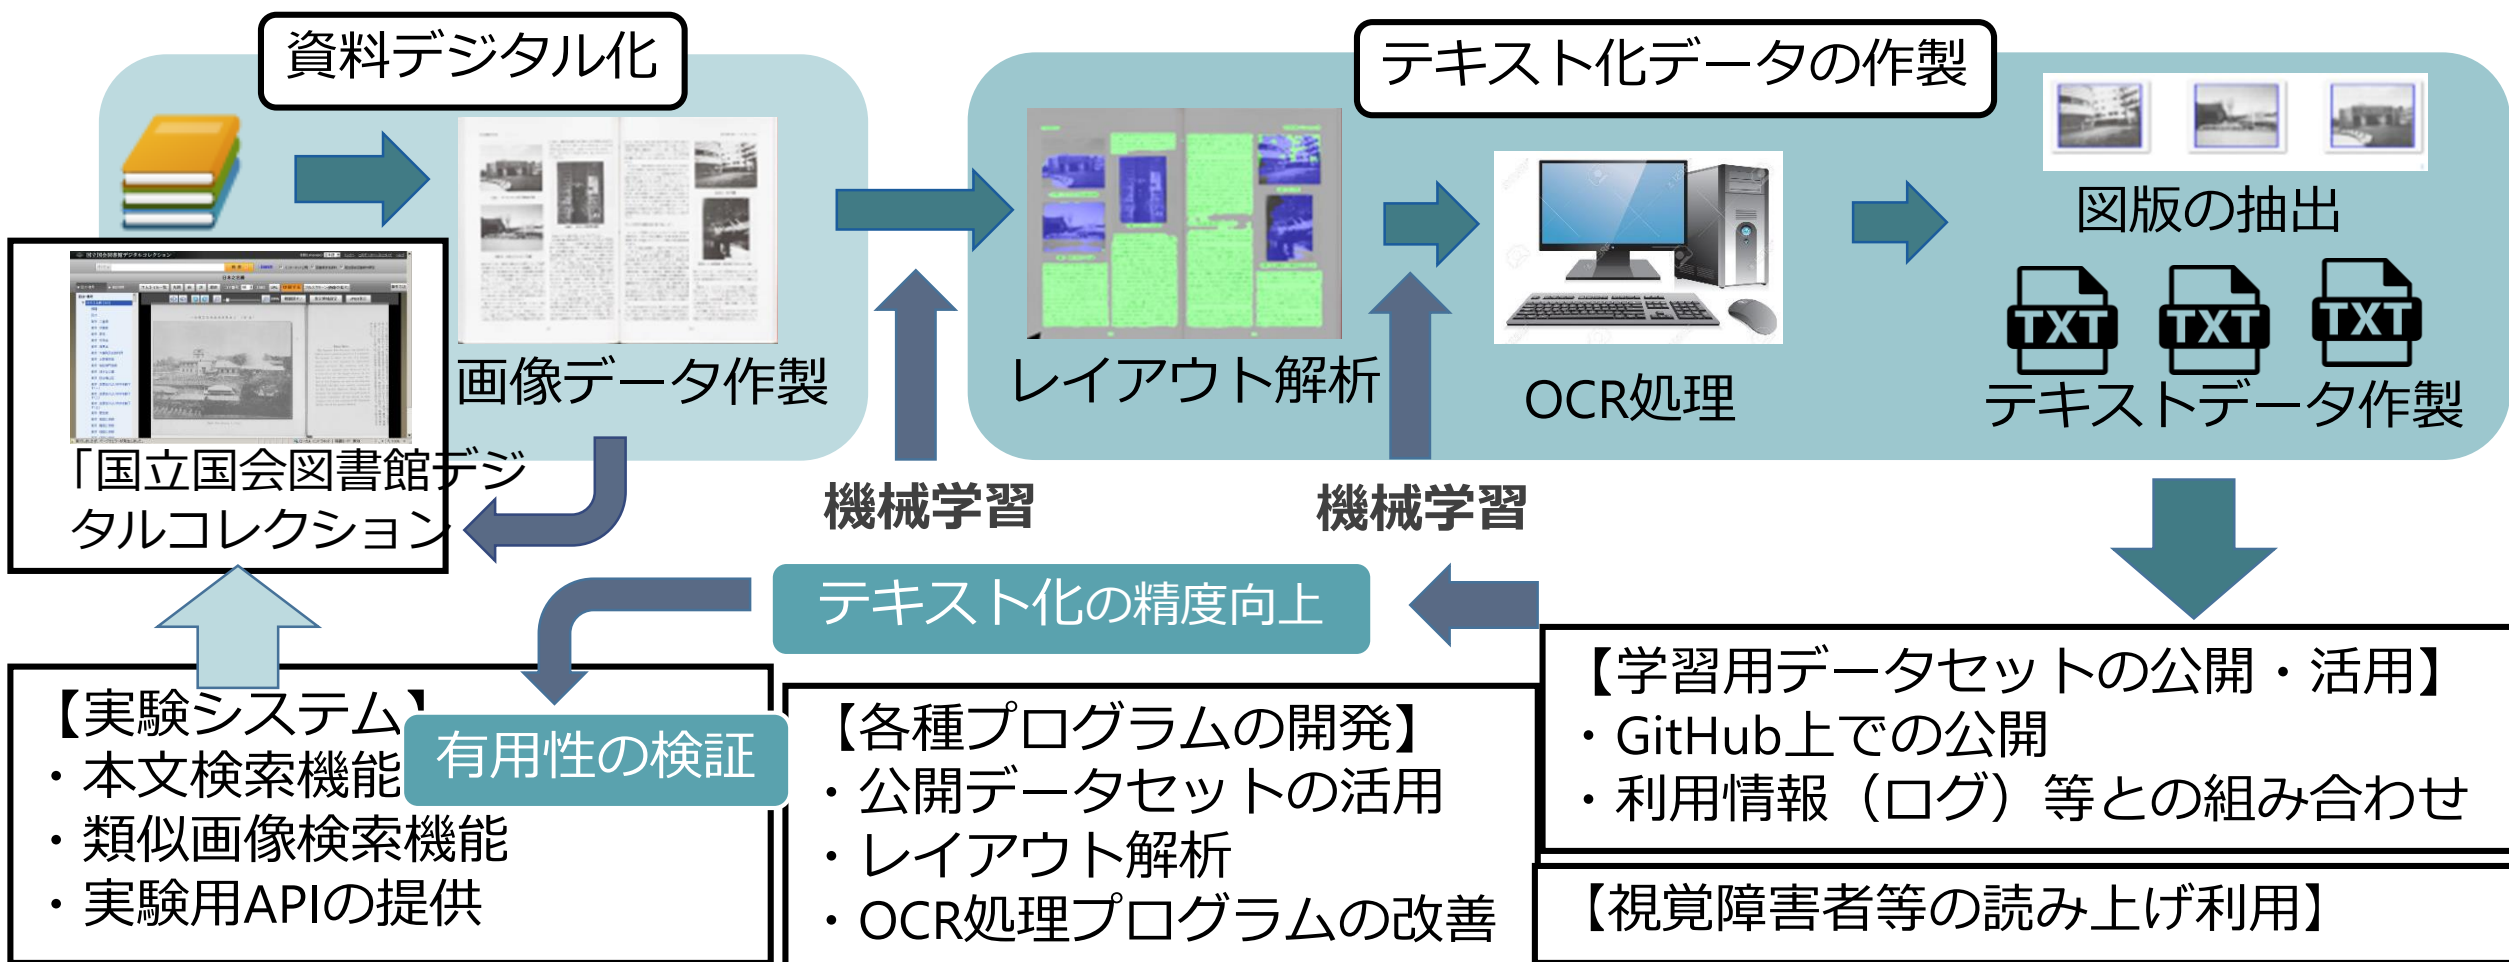 資料デジタル化
テキスト化データの作製
図版の抽出
TXT
TXT
TXT
画像データ作製
レイアウト解析
OCR処理
テキストデータ作製
「国立国会図書館デジ
タルコレクション
機械学習
機械学習
テキスト化の精度向上
【実験システム】
・本文検索機能
・類似画像検索機能
・実験用APIの提供
有用性の検証
【各種プログラムの開発】
・公開データセットの活用
・レイアウト解析
・OCR処理プログラムの改善
【学習用データセットの公開・活用】
・GitHub上での公開
・利用情報（ログ）等との組み合わせ
【視覚障害者等の読み上げ利用】